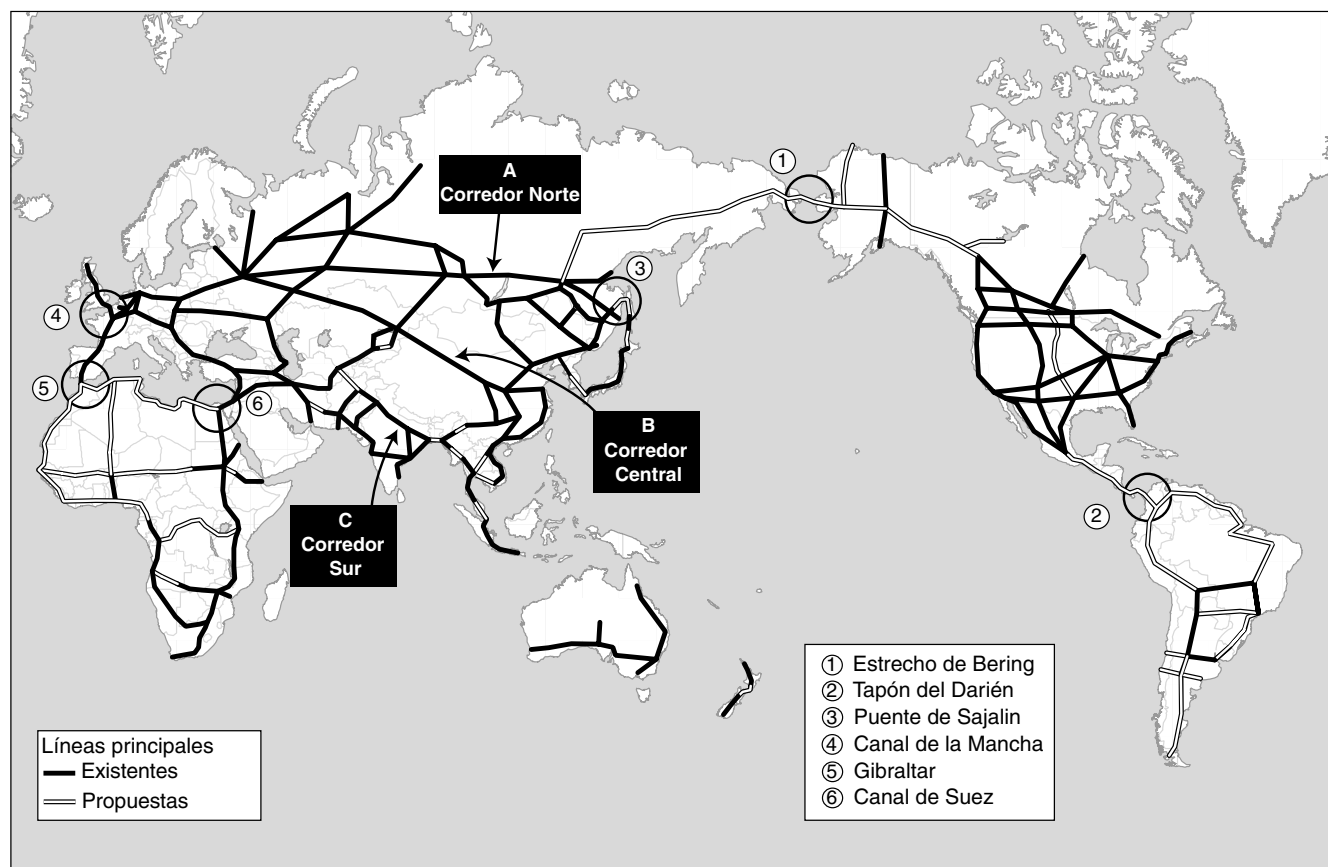 1
A
Corredor Norte
3
4
5
6
B
Corredor
Central
2
C
Corredor
Sur
1 Estrecho de Bering
2 Tapón del Darién
3 Puente de Sajalin
4 Canal de la Mancha
5 Gibraltar
6 Canal de Suez
Líneas principales
Existentes
Propuestas